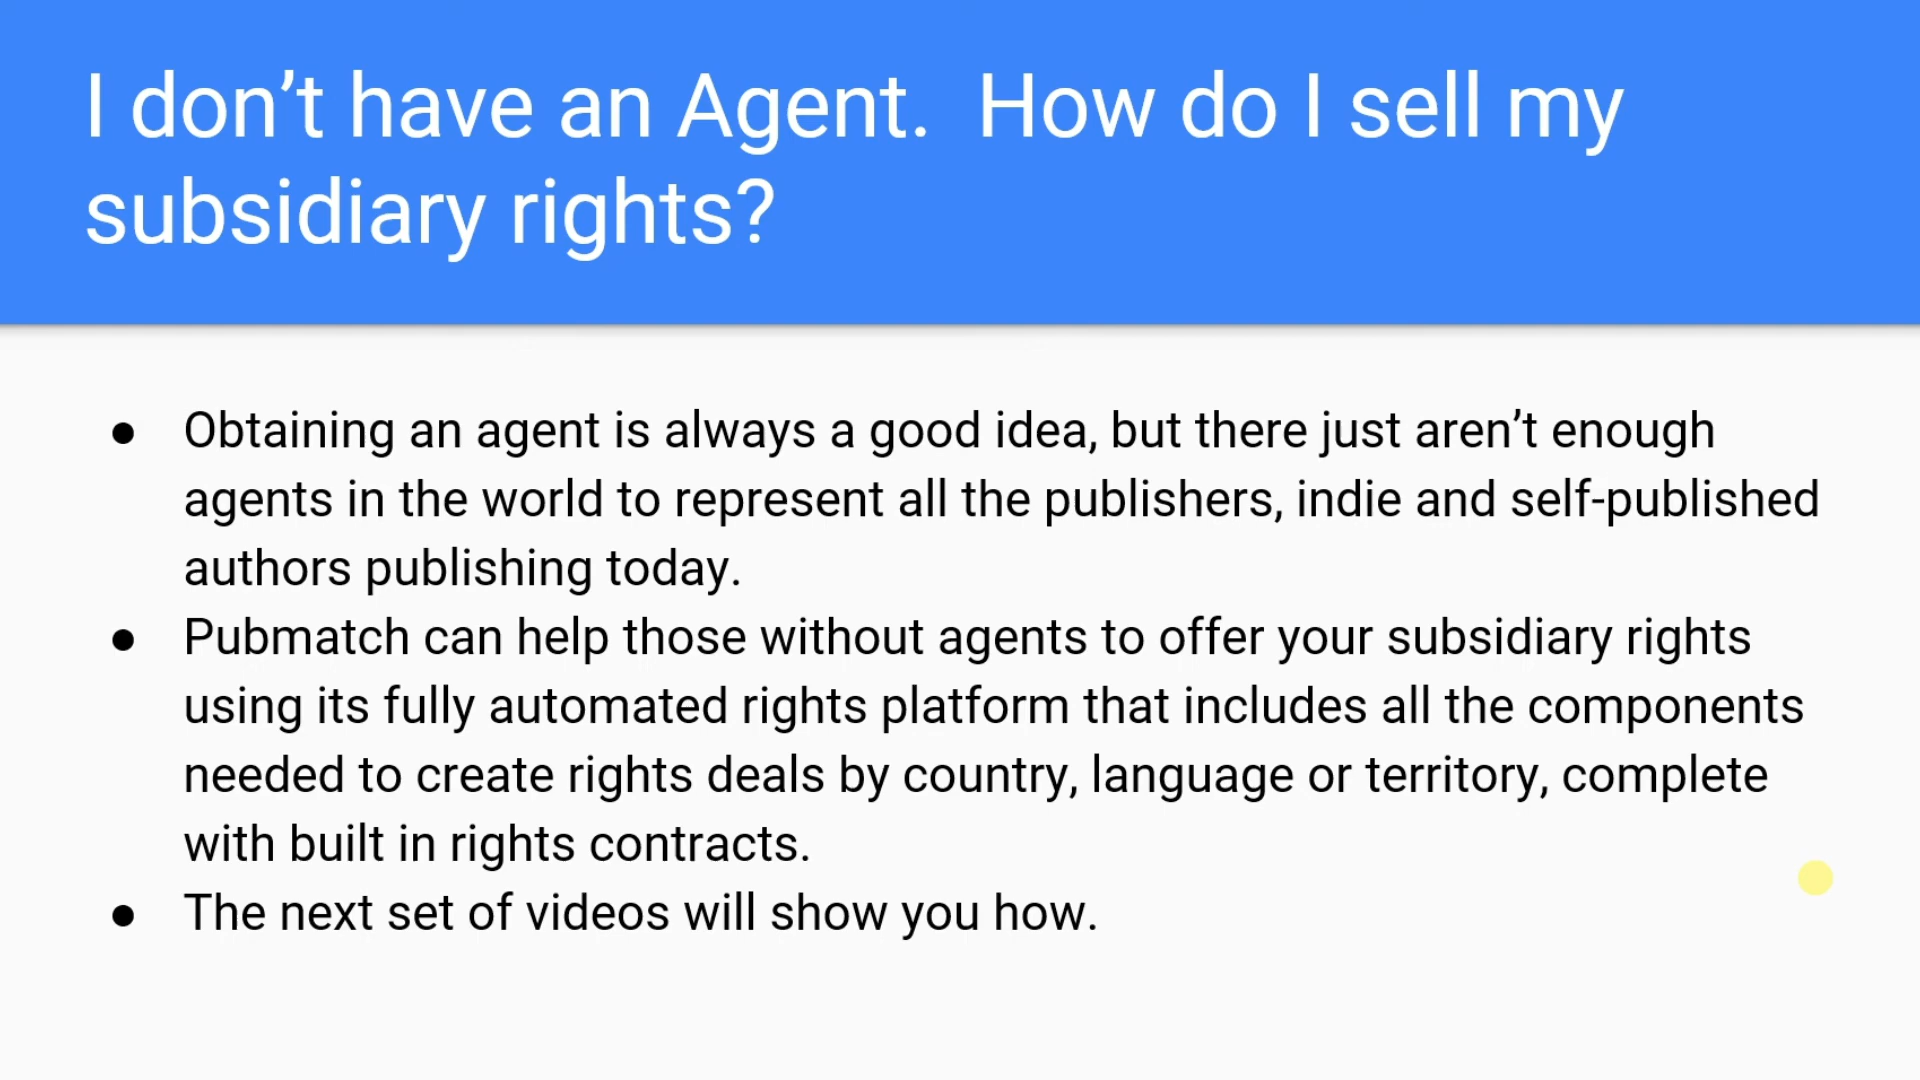 I don’t have an Agent.  How do I sell my
subsidiary rights?
● Obtaining an agent is always a good idea, but there just aren’t enough
agents in the world to represent all the publishers, indie and self-published
authors publishing today.
● Pubmatch can help those without agents to offer your subsidiary rights
using its fully automated rights platform that includes all the components
needed to create rights deals by country, language or territory, complete
with built in rights contracts.
● The next set of videos will show you how.